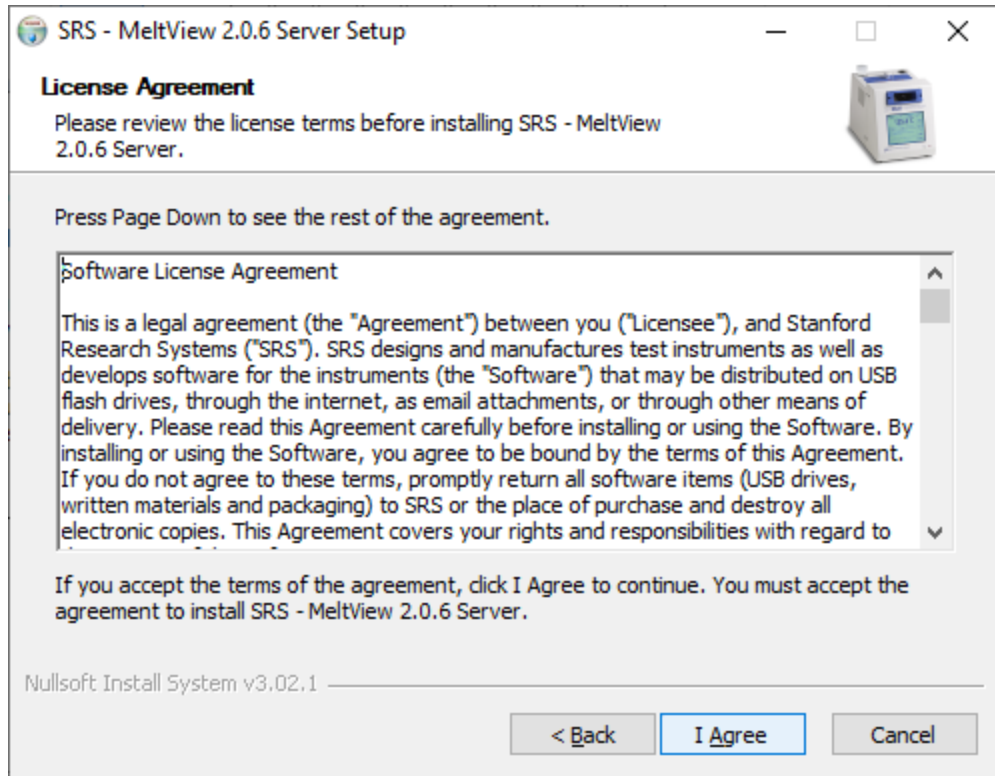 SRS - MeltView 2.0.6 Server Setup
License Agreement
Please review the license terms before installing SRS - MeltView
2.0.6 Server.
Press Page Down to see the rest of the agreement.
Software License Agreement
This is a legal agreement (the "Agreement") between you ("Licensee"), and Stanford
Research Systems ("SRS"). SRS designs and manufactures test instruments as well as
develops software for the instruments (the "Software") that may be distributed on USB
flash drives, through the internet, as email attachments, or through other means of
delivery. Please read this Agreement carefully before installing or using the Software. By
installing or using the Software, you agree to be bound by the terms of this Agreement.
If you do not agree to these terms, promptly return all software items (USB drives,
written materials and packaging) to SRS or the place of purchase and destroy all
electronic copies. This Agreement covers your rights and responsibilities with regard to
If you accept the terms of the agreement, click I Agree to continue. You must accept the
agreement to install SRS - MeltView 2.0.6 Server.
Nullsoft Install System v3.02.1
< Back
I Agree
Cancel